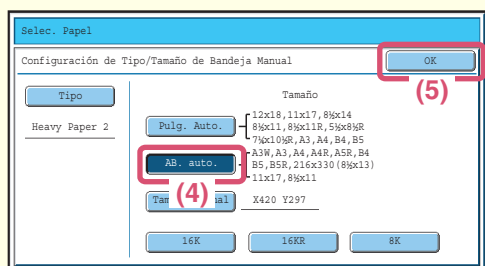 Selec. Papel
Configuración de Tipo/Tamaño de Bandeja Manual
OK
(5)
Tipo
Heavy Paper 2
Tamaño
Pulg. Auto.
12x18,11x17,8½x14
8½x11,8½x11R,5½x8½R
7¼x10½R,A3,A4,B4,B5
AB. auto.
A3W,A3,A4,A4R,A5R,B4
B5,B5R,216x330(8½x13)
11x17,8½x11
(4)
X420 Y297
16K
16KR
8K